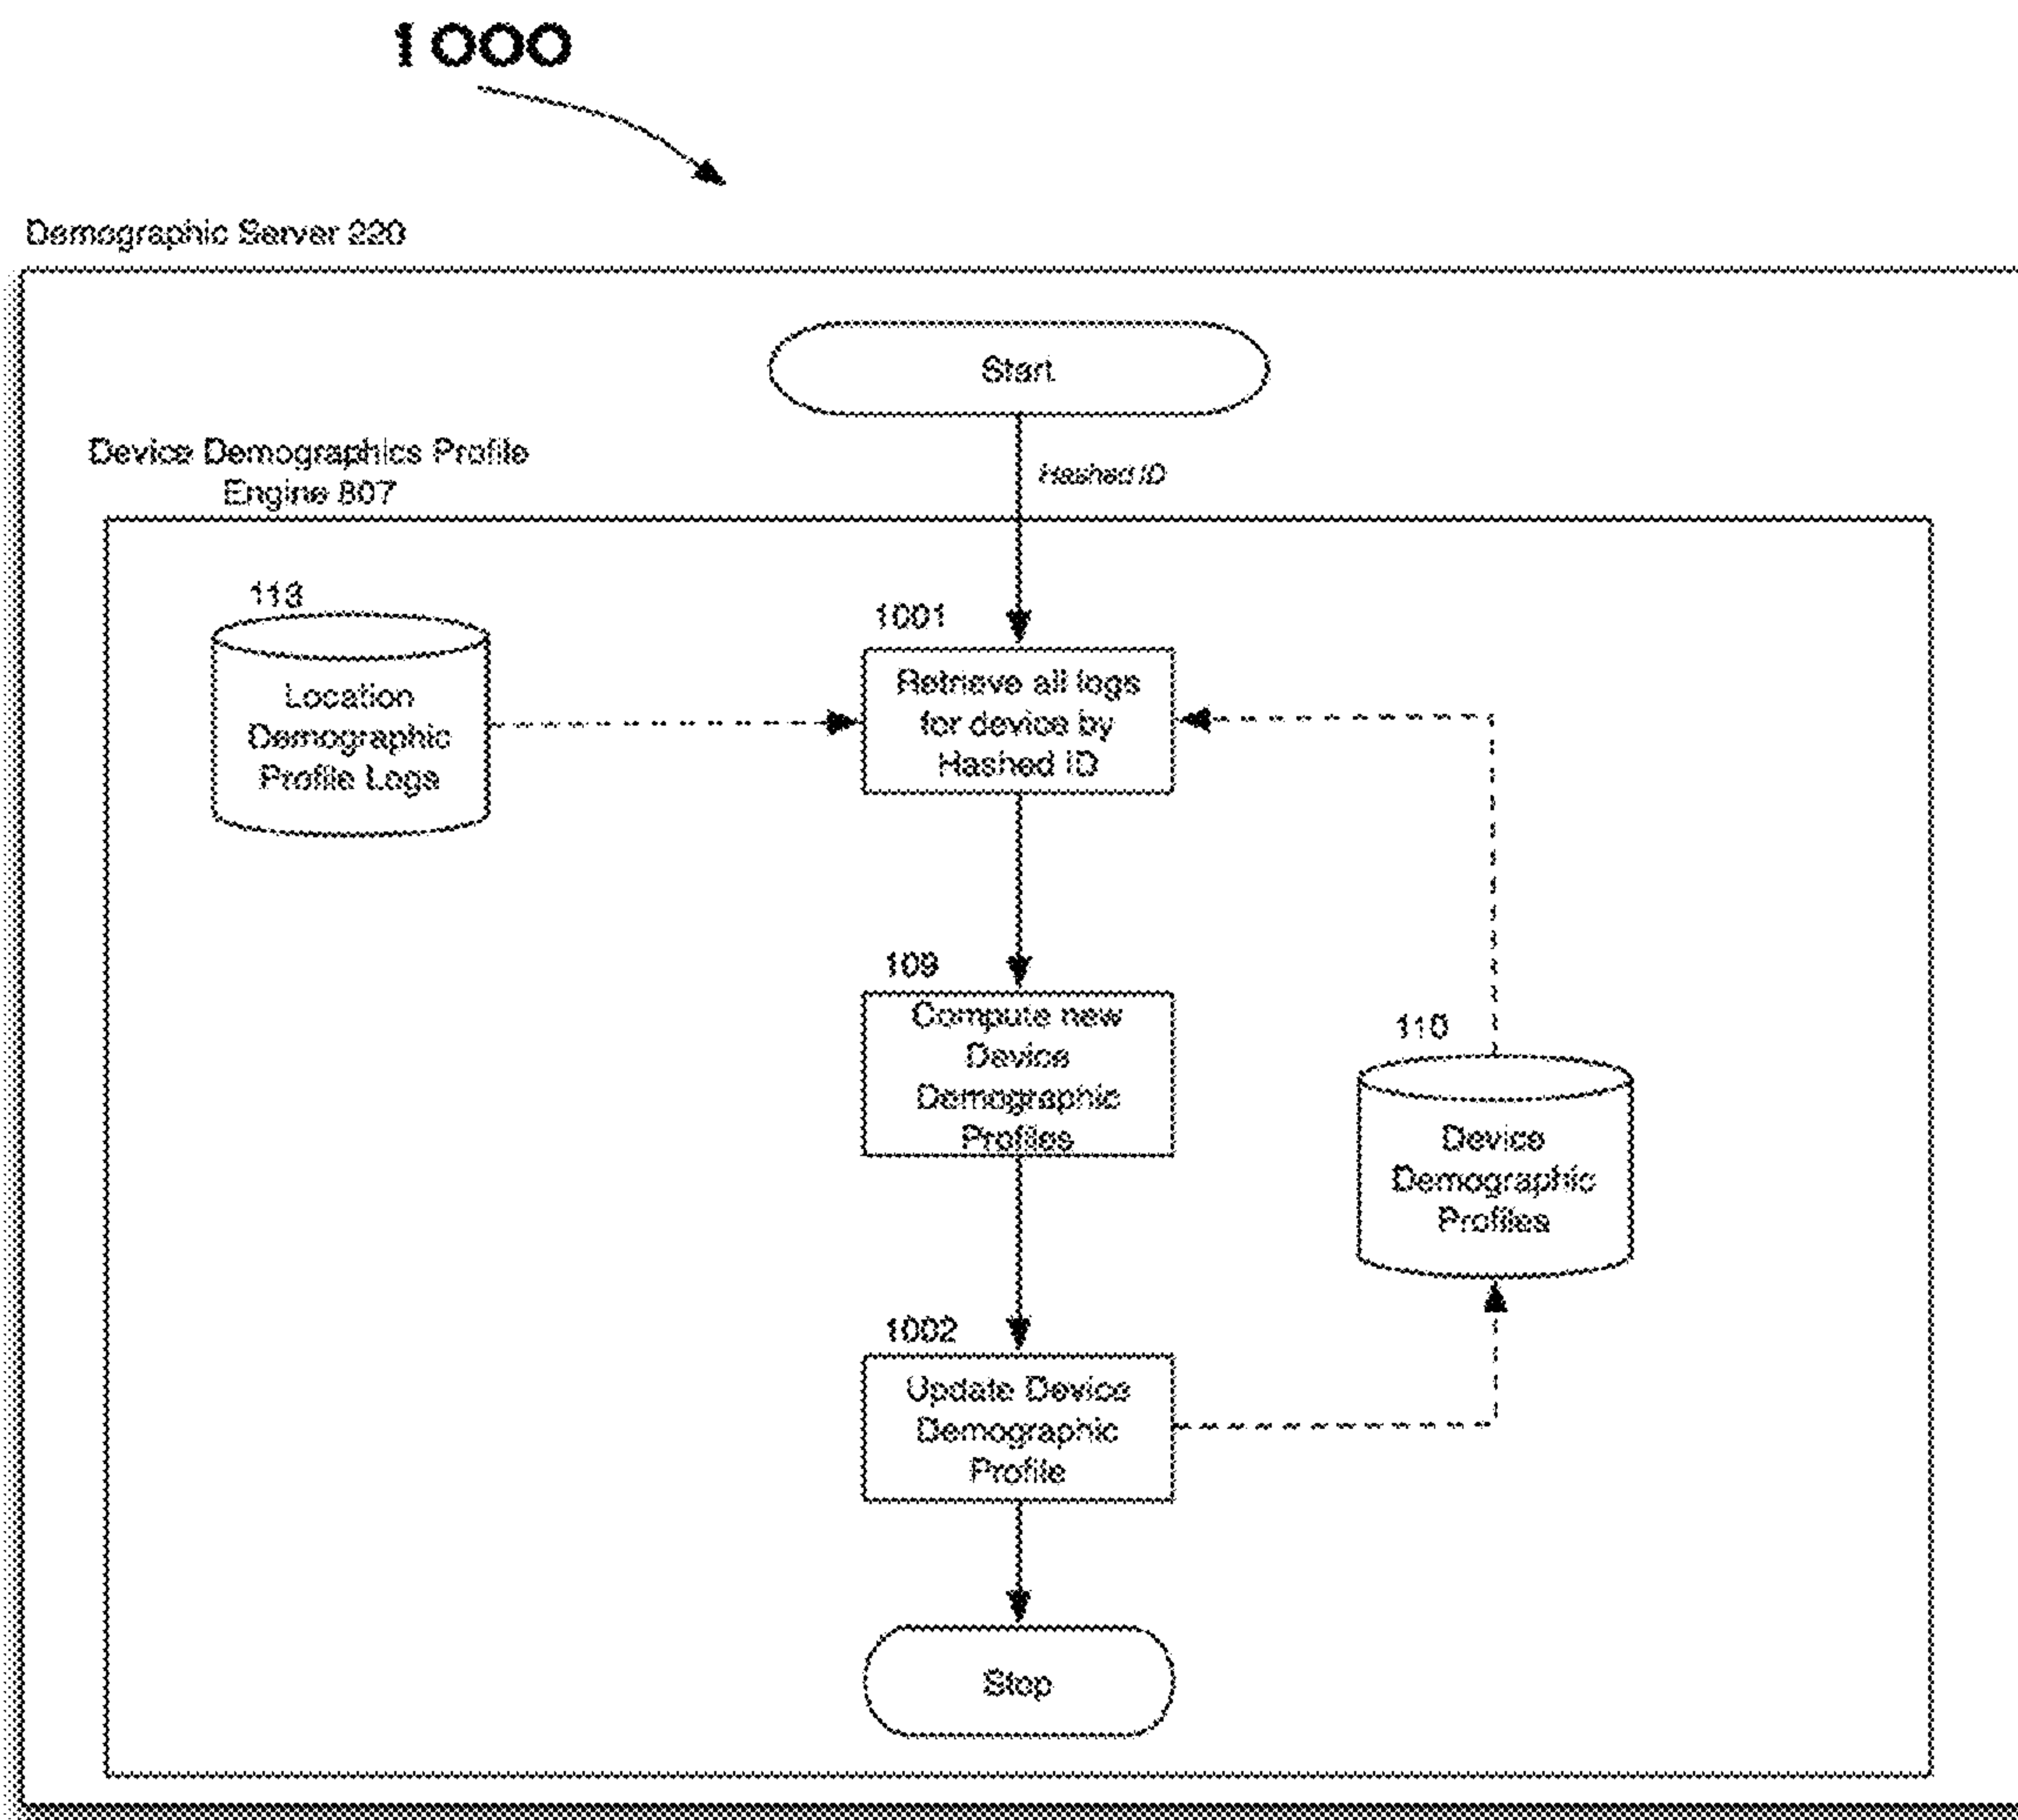 1000
Demographic Server 220
Start
Hashed ID
Device Demographics Profile
Engine 807
113
Location
Demographic
Profile Logs
1001
Retrieve all logs
for device by
Hashed ID
109
Compute new
Device
Demographic
Profiles
110
Device
Demographic
Profiles
1002
Update Device
Demographic
Profile
Stop